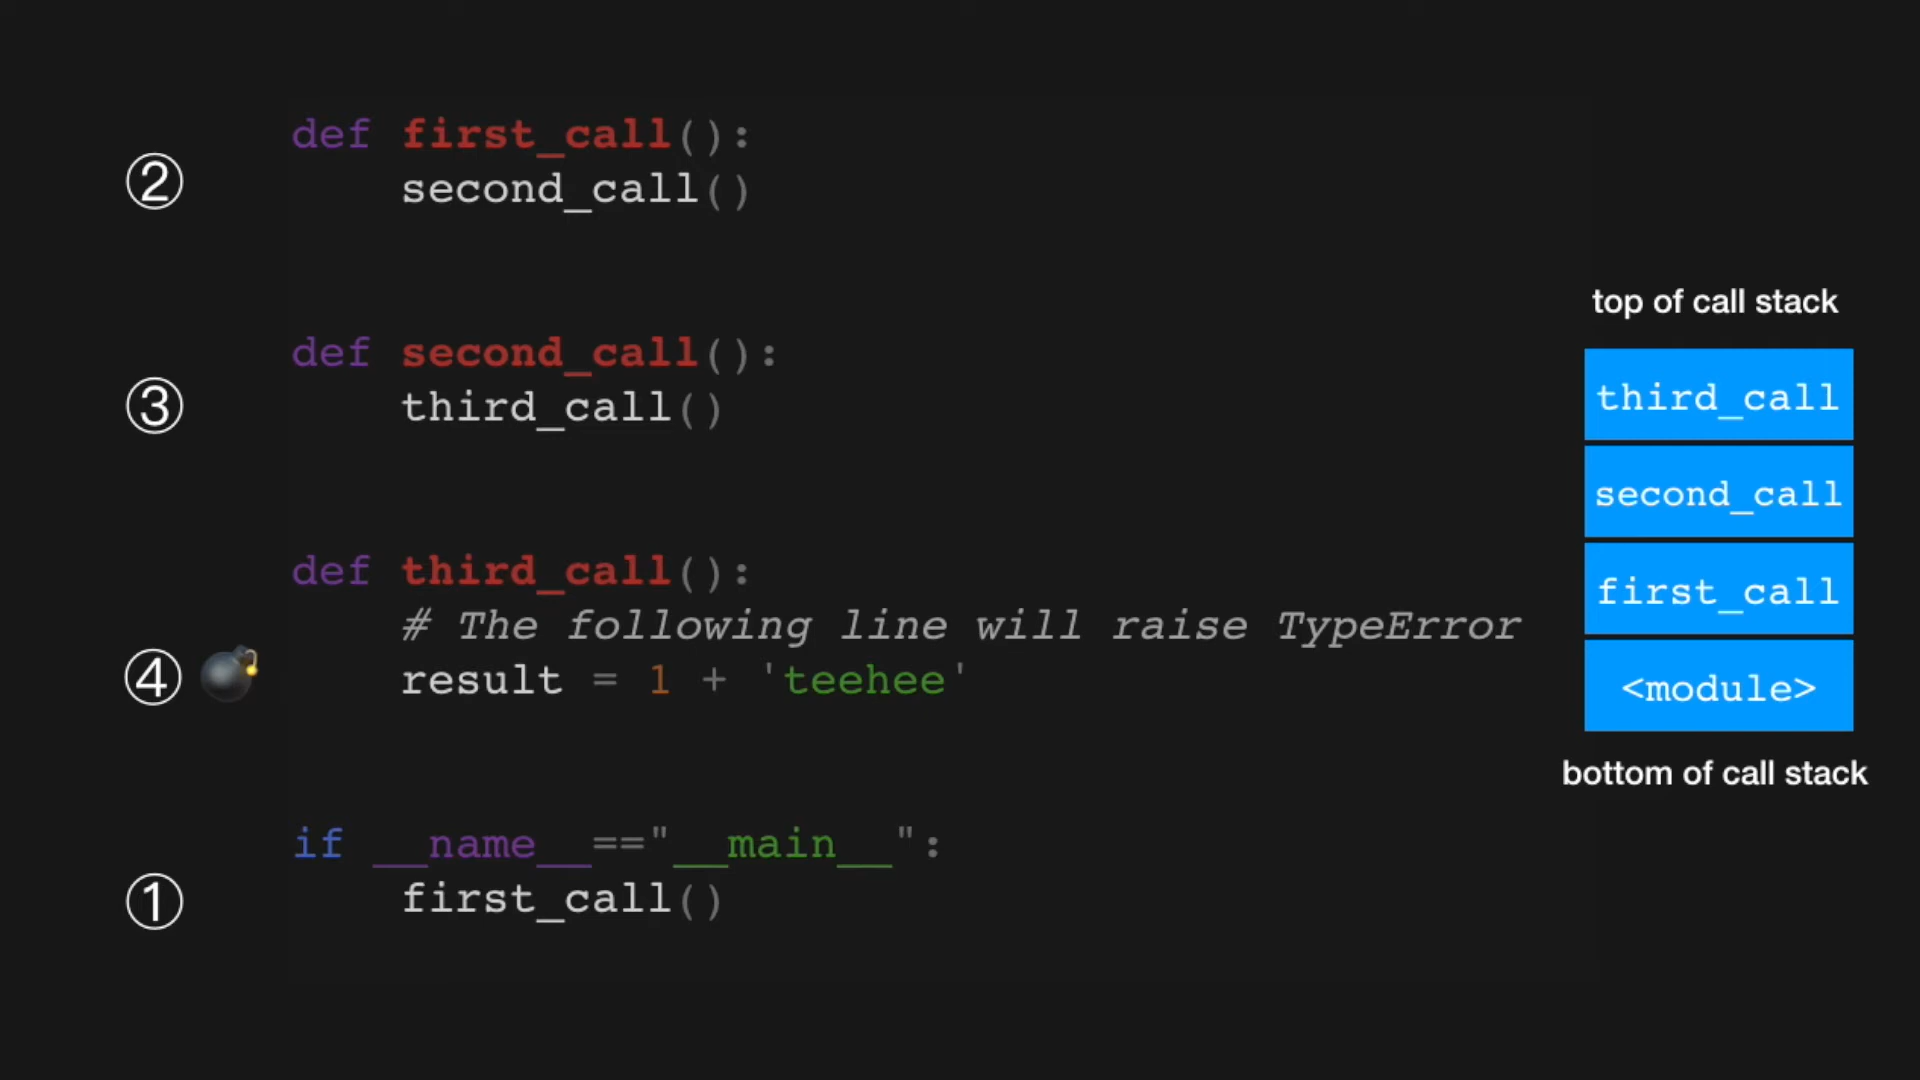 ② def first_call():
second_call()
③ def second_call():
third_call()
④ def third_call():
# The following line will raise TypeError
result = 1 + 'teehee'
① if __name__=="__main__":
first_call()
top of call stack
third_call
second_call
first_call
<module>
bottom of call stack